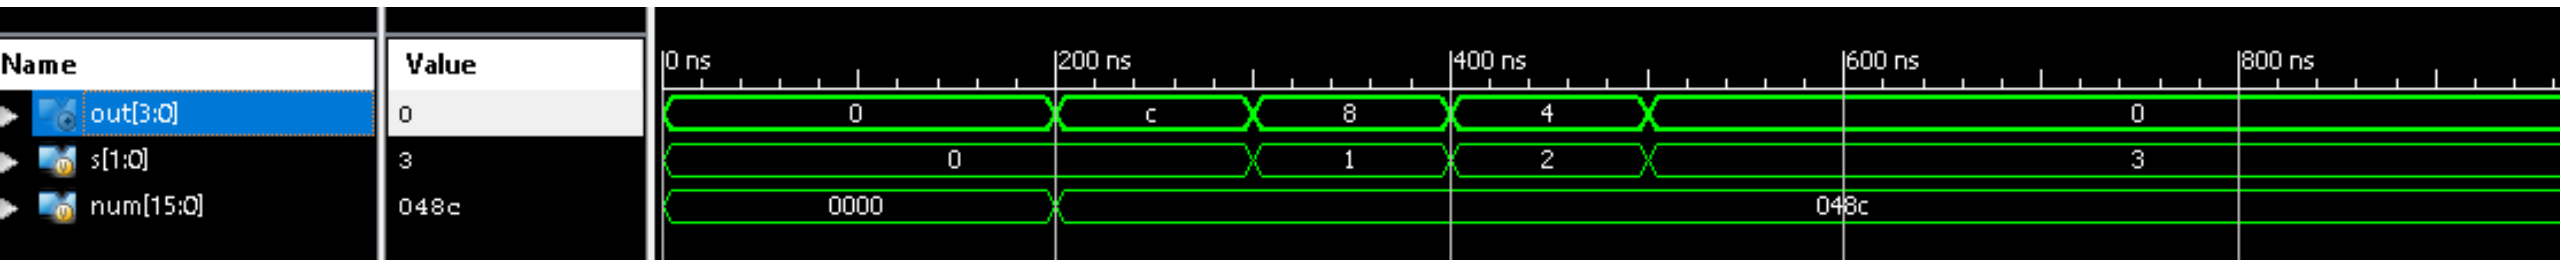 Name Value 0 ns 200 ns 400 ns 600 ns 800 ns
out[3:0] 0 0 c 8 4 0
s[1:0] 3 0 1 2 3
num[15:0] 048c 0000 048c